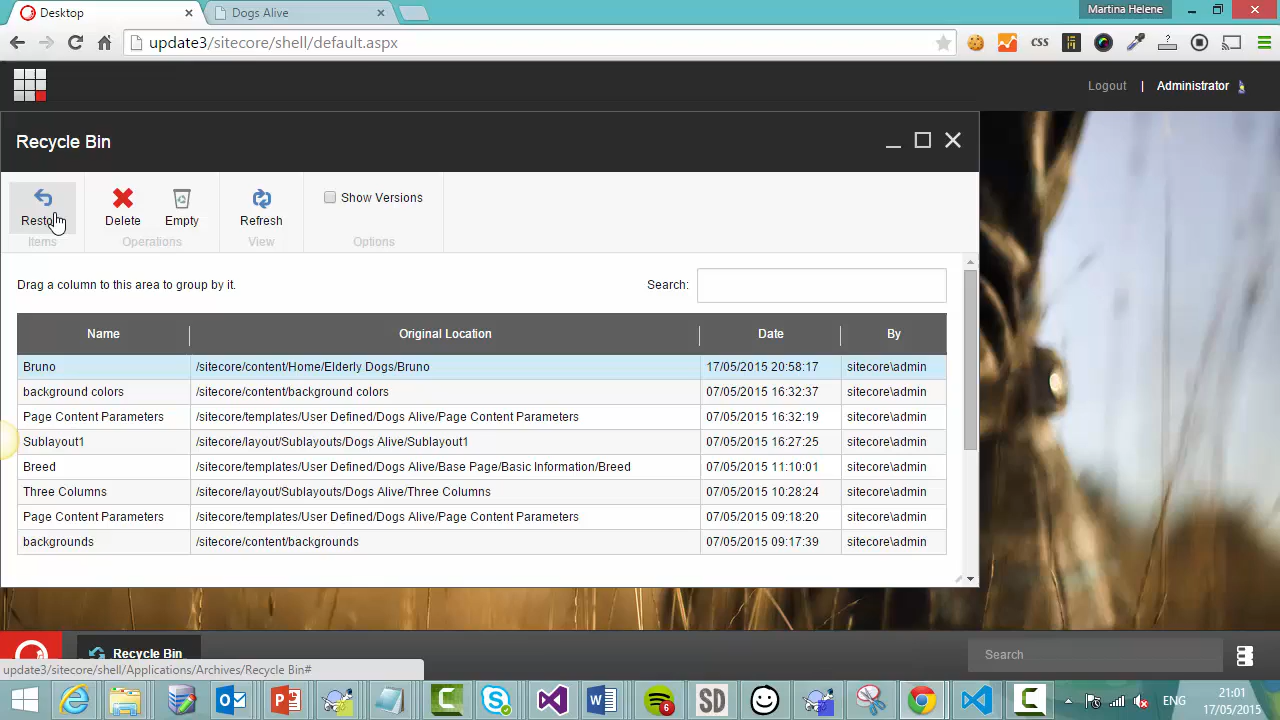 Desktop
Dogs Alive
Martina Helene
update3/sitecore/shell/default.aspx
css
Logout | Administrator
Recycle Bin
Restore
Delete
Empty
Refresh
Show Versions
Items
Operations
View
Options
Drag a column to this area to group by it.
Search:
Name Original Location Date By
Bruno /sitecore/content/Home/Elderly Dogs/Bruno 17/05/2015 20:58:17 sitecore\admin
background colors /sitecore/content/background colors 07/05/2015 16:32:37 sitecore\admin
Page Content Parameters /sitecore/templates/User Defined/Dogs Alive/Page Content Parameters 07/05/2015 16:32:19 sitecore\admin
Sublayout1 /sitecore/layout/Sublayouts/Dogs Alive/Sublayout1 07/05/2015 16:27:25 sitecore\admin
Breed /sitecore/templates/User Defined/Dogs Alive/Base Page/Basic Information/Breed 07/05/2015 11:10:01 sitecore\admin
Three Columns /sitecore/layout/Sublayouts/Dogs Alive/Three Columns 07/05/2015 10:28:24 sitecore\admin
Page Content Parameters /sitecore/templates/User Defined/Dogs Alive/Page Content Parameters 07/05/2015 09:18:20 sitecore\admin
backgrounds /sitecore/content/backgrounds 07/05/2015 09:17:39 sitecore\admin
Recycle Bin
Search
update3/sitecore/shell/Applications/Archives/Recycle Bin#
6
SD
ENG
21:01
17/05/2015